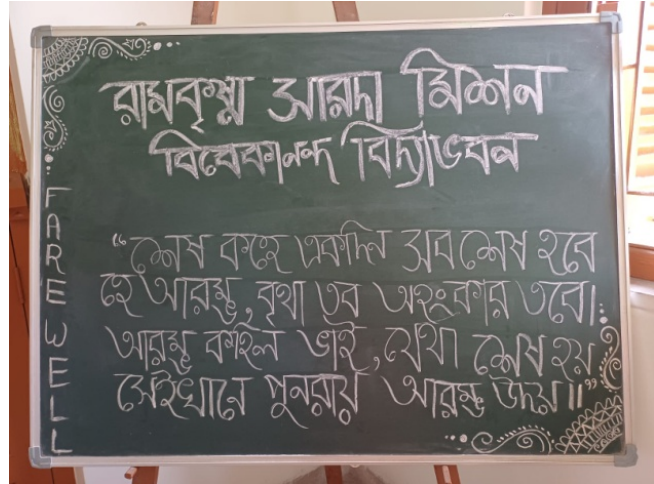 রামকৃষ্ণ সারদা মিশন
বিবেকানন্দ বিদ্যাভবন
FAREWELL
“শেষ কহে একদিন সব শেষ হবে
হে আরম্ভ, বৃথা তব অহংকার তবে।
আরম্ভ কহিল ভাই, যেথা শেষ হয়
সেইখানে পুনরায় আরম্ভ উদয়॥”